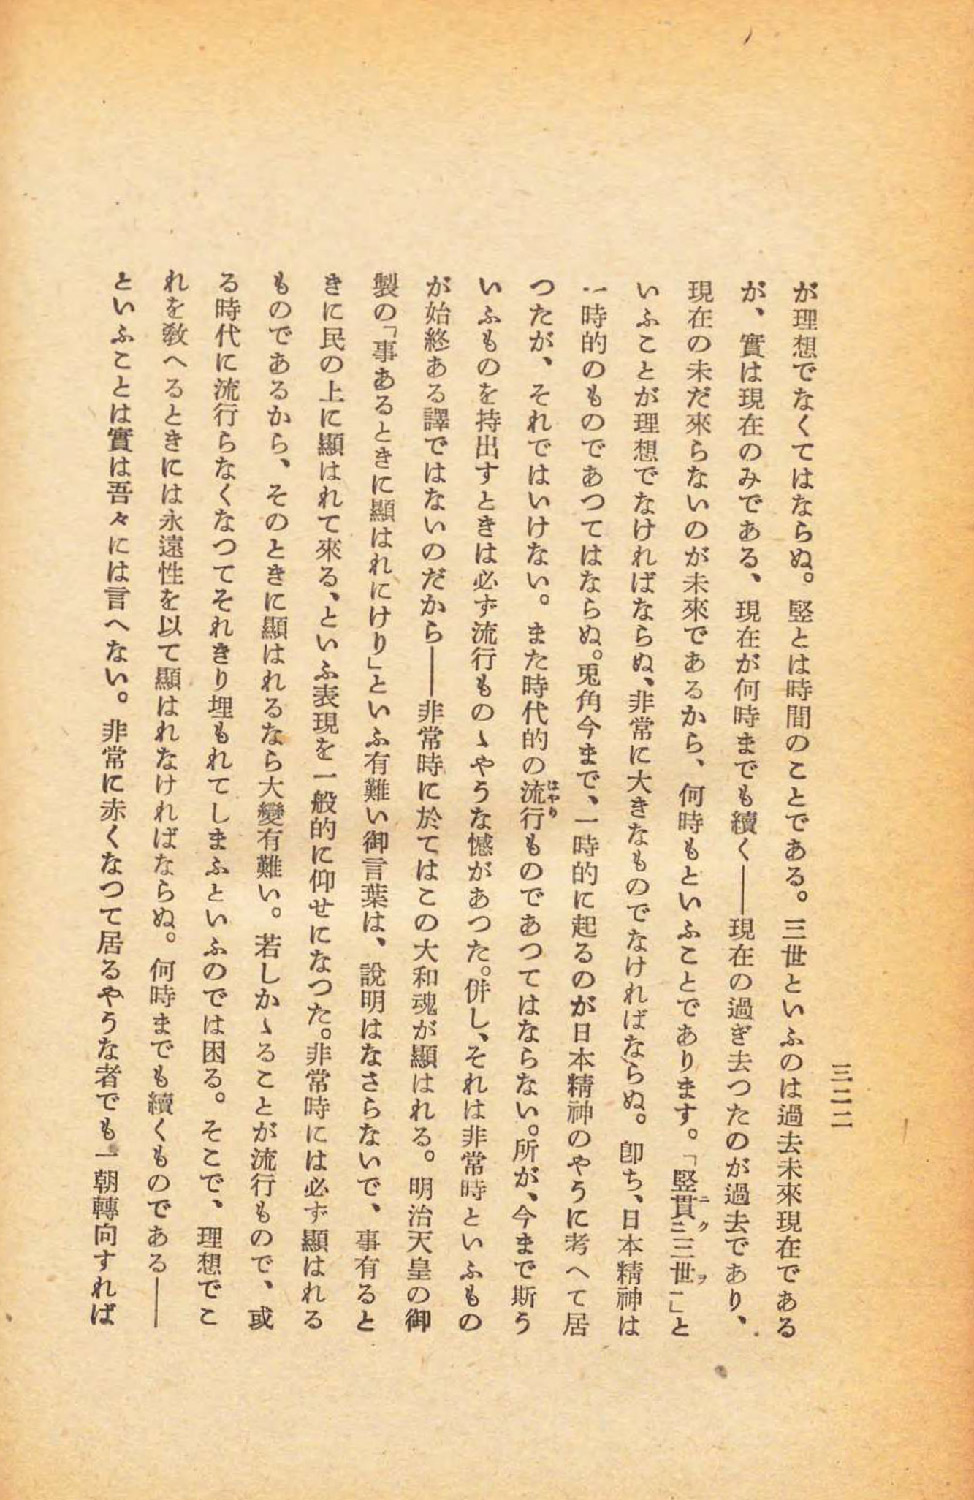 三二二
が理想でなくてはならぬ。竪とは時間のことである。三世といふのは過去未來現在である
が、實は現在のみである、現在が何時までも續く――現在の過ぎ去つたのが過去であり、
現在の未だ來らないのが未來であるから、何時もといふことであります。「竪ニ貫ク三三世ヲ一」と
いふことが理想でなければならぬ、非常に大きなものでなければならぬ。卽ち、日本精神は
一時的のものであつてはならぬ。兎角今まで、一時的に起るのが日本精神のやうに考へて居
つたが、それではいけない。また時代的の流行ものであつてはならない。所が、今まで斯う
いふものを持出すときは必ず流行ものゝやうな憾があつた。併し、それは非常時といふもの
が始終ある譯ではないのだから――非常時に於てはこの大和魂が顯はれる。明治天皇の御
製の「事あるときに顯はれにけり」といふ有難い御言葉は、說明はなさらないで、事有ると
きに民の上に顯はれて來る、といふ表現を一般的に仰せになつた。非常時には必ず顯はれる
ものであるから、そのときに顯はれるなら大變有難い。若しかゝることが流行もので、或
る時代に流行らなくなつてそれきり埋もれてしまふといふのでは困る。そこで、理想でこ
れを敎へるときには永遠性を以て顯はれなければならぬ。何時までも續くものである――
といふことは實は吾々には言へない。非常に赤くなつて居るやうな者でも一朝轉向すれば